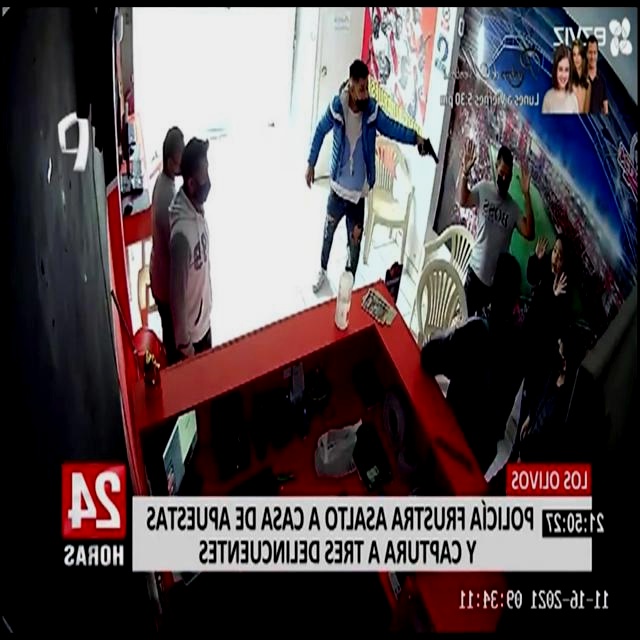 EZVIZ
Lunes a viernes 5:30 pm
LOS OLIVOS
21:50:27
POLICÍA FRUSTRA ASALTO A CASA DE APUESTAS
Y CAPTURA A TRES DELINCUENTES
24
HORAS
11-16-2021 09:34:11